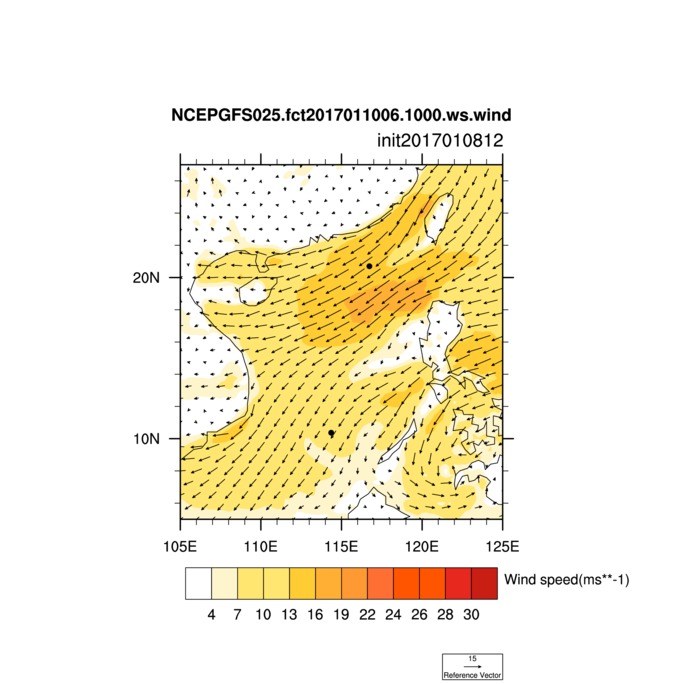 NCEPGFS025.fct2017011006.1000.ws.wind
init2017010812
20N
10N
105E 110E 115E 120E 125E
Wind speed(ms**-1)
4 7 10 13 16 19 22 24 26 28 30
15
Reference Vector